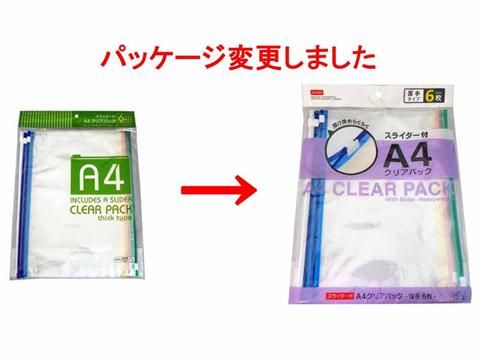 パッケージ変更しました
スライダー付
A4クリアパック
6枚
A4
INCLUDES A SLIDER
CLEAR PACK
thick type
厚手
タイプ
6枚
開け閉めらくらく
スライダー付
A4
クリアパック
A4 CLEAR PACK
-With Slider -Heavyweight
スライダー付 A4クリアパック -厚手6枚-